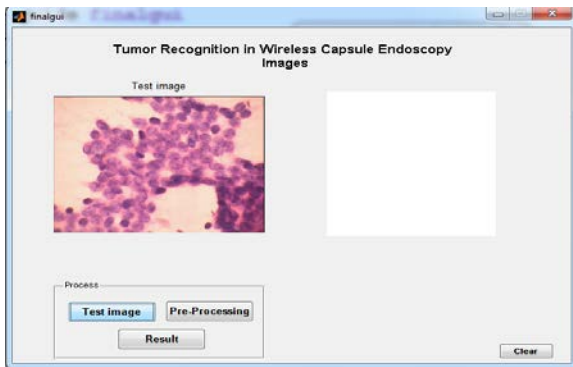 finalgui
Tumor Recognition in Wireless Capsule Endoscopy
Images
Test image
Process
Test image Pre-Processing
Result
Clear